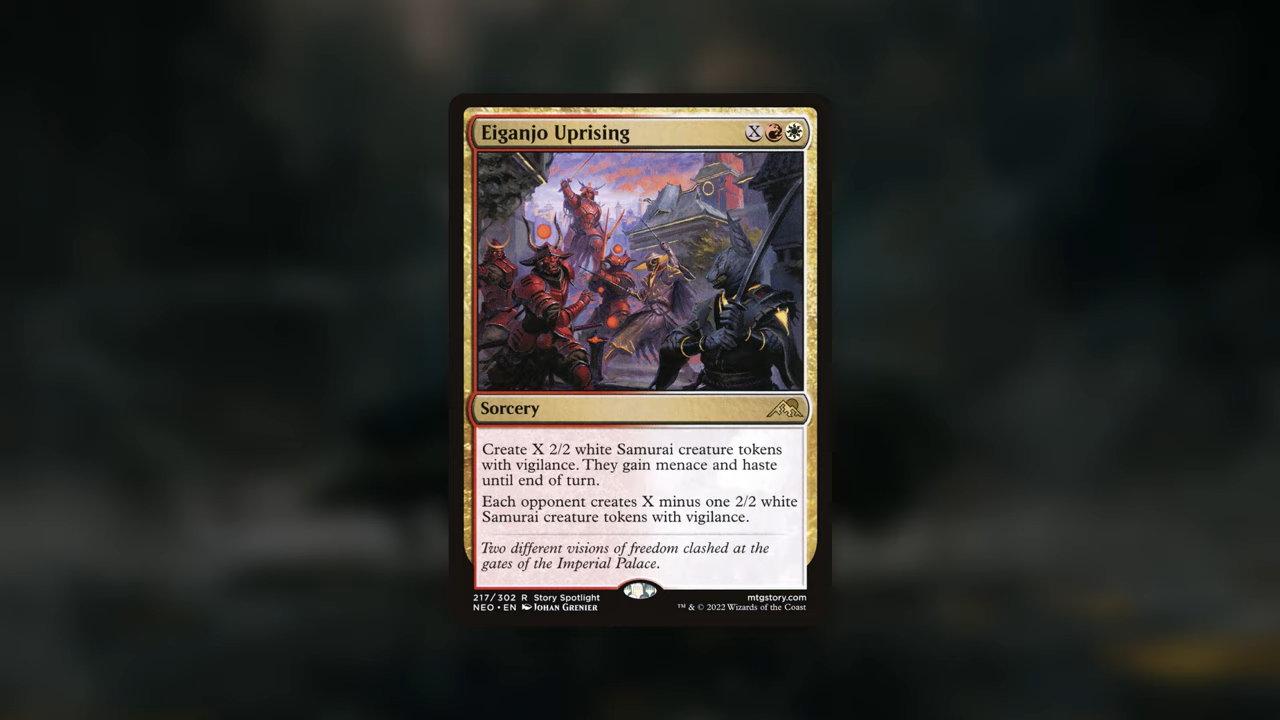 Eiganjo Uprising X
Sorcery
Create X 2/2 white Samurai creature tokens
with vigilance. They gain menace and haste
until end of turn.
Each opponent creates X minus one 2/2 white
Samurai creature tokens with vigilance.
Two different visions of freedom clashed at the
gates of the Imperial Palace.
217/302 R Story Spotlight
mtgstory.com
NEO • EN JOHAN GRENIER
™ & © 2022 Wizards of the Coast